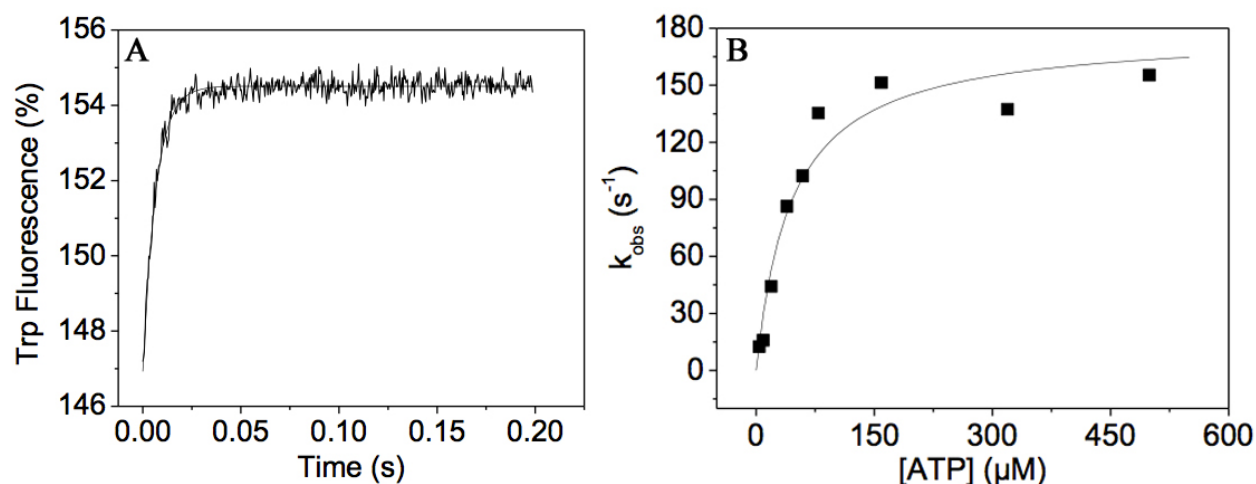 A
Trp Fluorescence (%)
156
154
152
150
148
146
0.00 0.05 0.10 0.15 0.20
Time (s)
B
k_obs (s⁻¹)
180
150
120
90
60
30
0
0 150 300 450 600
[ATP] (µM)